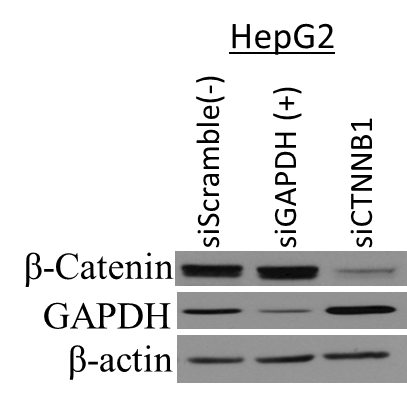 HepG2
siScramble(-)
siGAPDH (+)
siCTNNB1
β-Catenin
GAPDH
β-actin